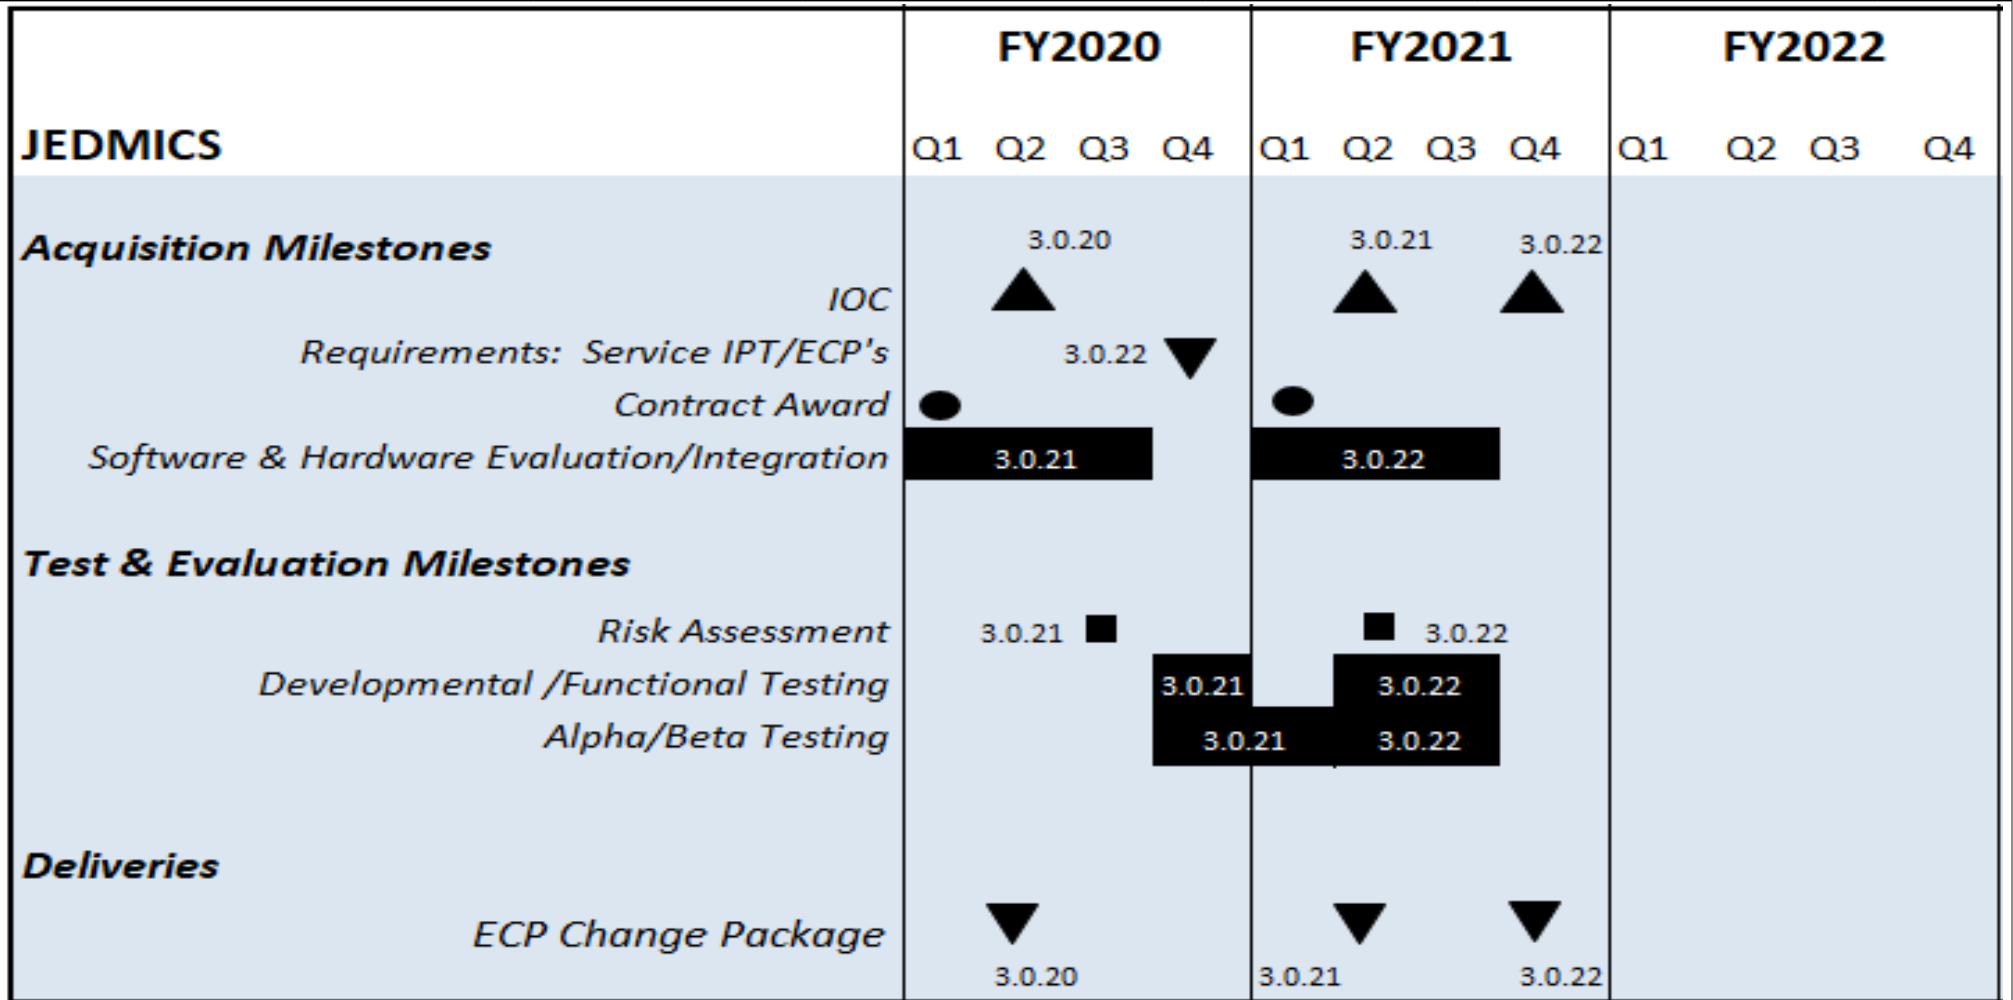 FY2020 FY2021 FY2022
JEDMICS Q1 Q2 Q3 Q4 Q1 Q2 Q3 Q4 Q1 Q2 Q3 Q4
Acquisition Milestones 3.0.20 3.0.21 3.0.22
IOC
Requirements: Service IPT/ECP's 3.0.22
Contract Award
Software & Hardware Evaluation/Integration 3.0.21 3.0.22
Test & Evaluation Milestones
Risk Assessment 3.0.21 3.0.22
Developmental /Functional Testing 3.0.21 3.0.22
Alpha/Beta Testing 3.0.21 3.0.22
Deliveries
ECP Change Package
3.0.20 3.0.21 3.0.22